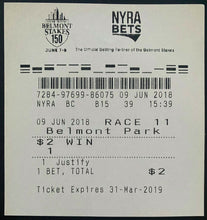 BELMONT
STAKES
150
JUNE 9
NYRA
BETS
The Official Betting Partner of the Belmont Stakes
7284-97699-86075 09 JUN 2018
NYRA BC B15 39 15:39
09 JUN 2018 RACE 11
Belmont Park
$2 WIN
1
1 Justify
1 BET, TOTAL $2
Ticket Expires 31-Mar-2019